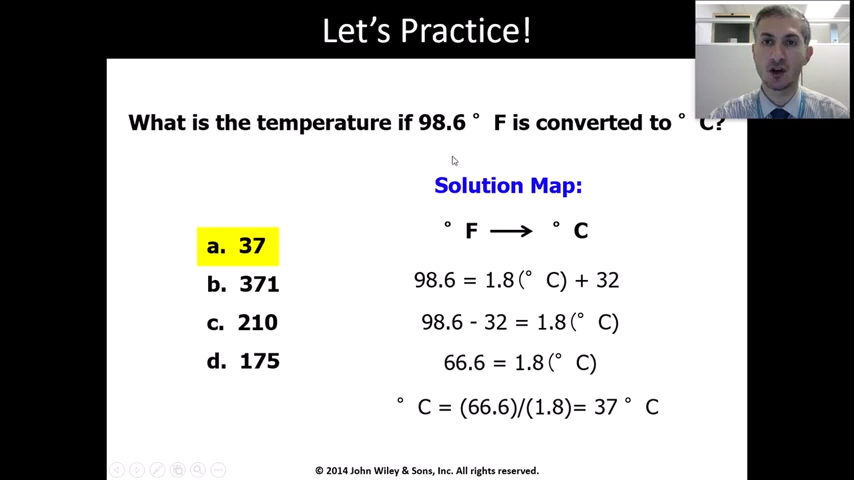 Let's Practice!
What is the temperature if 98.6 ° F is converted to ° C?
Solution Map:
° F ⟶ ° C
a. 37
b. 371
c. 210
d. 175
98.6 = 1.8(° C) + 32
98.6 - 32 = 1.8(° C)
66.6 = 1.8(° C)
° C = (66.6)/(1.8)= 37 ° C
© 2014 John Wiley & Sons, Inc. All rights reserved.